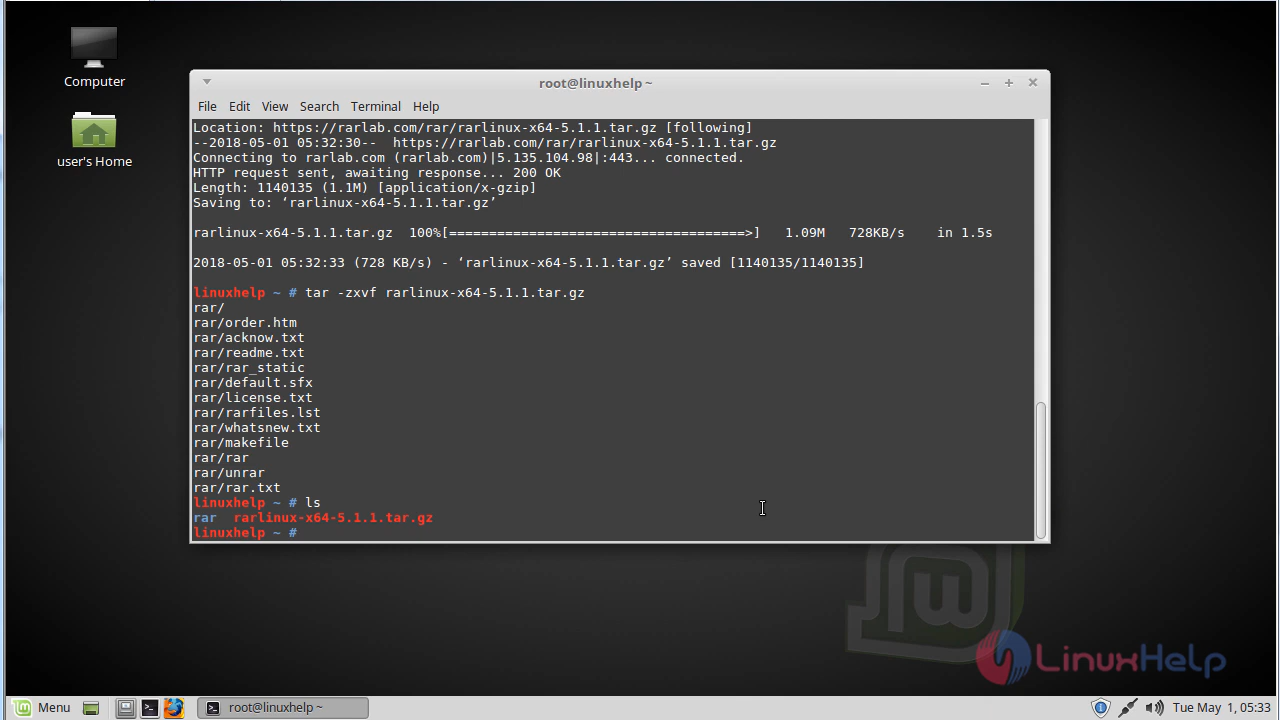 Computer
user's Home
root@linuxhelp ~
File Edit View Search Terminal Help
Location: https://rarlab.com/rar/rarlinux-x64-5.1.1.tar.gz [following]
--2018-05-01 05:32:30--  https://rarlab.com/rar/rarlinux-x64-5.1.1.tar.gz
Connecting to rarlab.com (rarlab.com)|5.135.104.98|:443... connected.
HTTP request sent, awaiting response... 200 OK
Length: 1140135 (1.1M) [application/x-gzip]
Saving to: ‘rarlinux-x64-5.1.1.tar.gz’
rarlinux-x64-5.1.1.tar.gz  100%[=====================================>]   1.09M   728KB/s    in 1.5s
2018-05-01 05:32:33 (728 KB/s) - ‘rarlinux-x64-5.1.1.tar.gz’ saved [1140135/1140135]
linuxhelp ~ # tar -zxvf rarlinux-x64-5.1.1.tar.gz
rar/
rar/order.htm
rar/acknow.txt
rar/readme.txt
rar/rar_static
rar/default.sfx
rar/license.txt
rar/rarfiles.lst
rar/whatsnew.txt
rar/makefile
rar/rar
rar/unrar
rar/rar.txt
linuxhelp ~ # ls
rar  rarlinux-x64-5.1.1.tar.gz
linuxhelp ~ #
LinuxHelp
Menu
root@linuxhelp ~
Tue May  1, 05:33